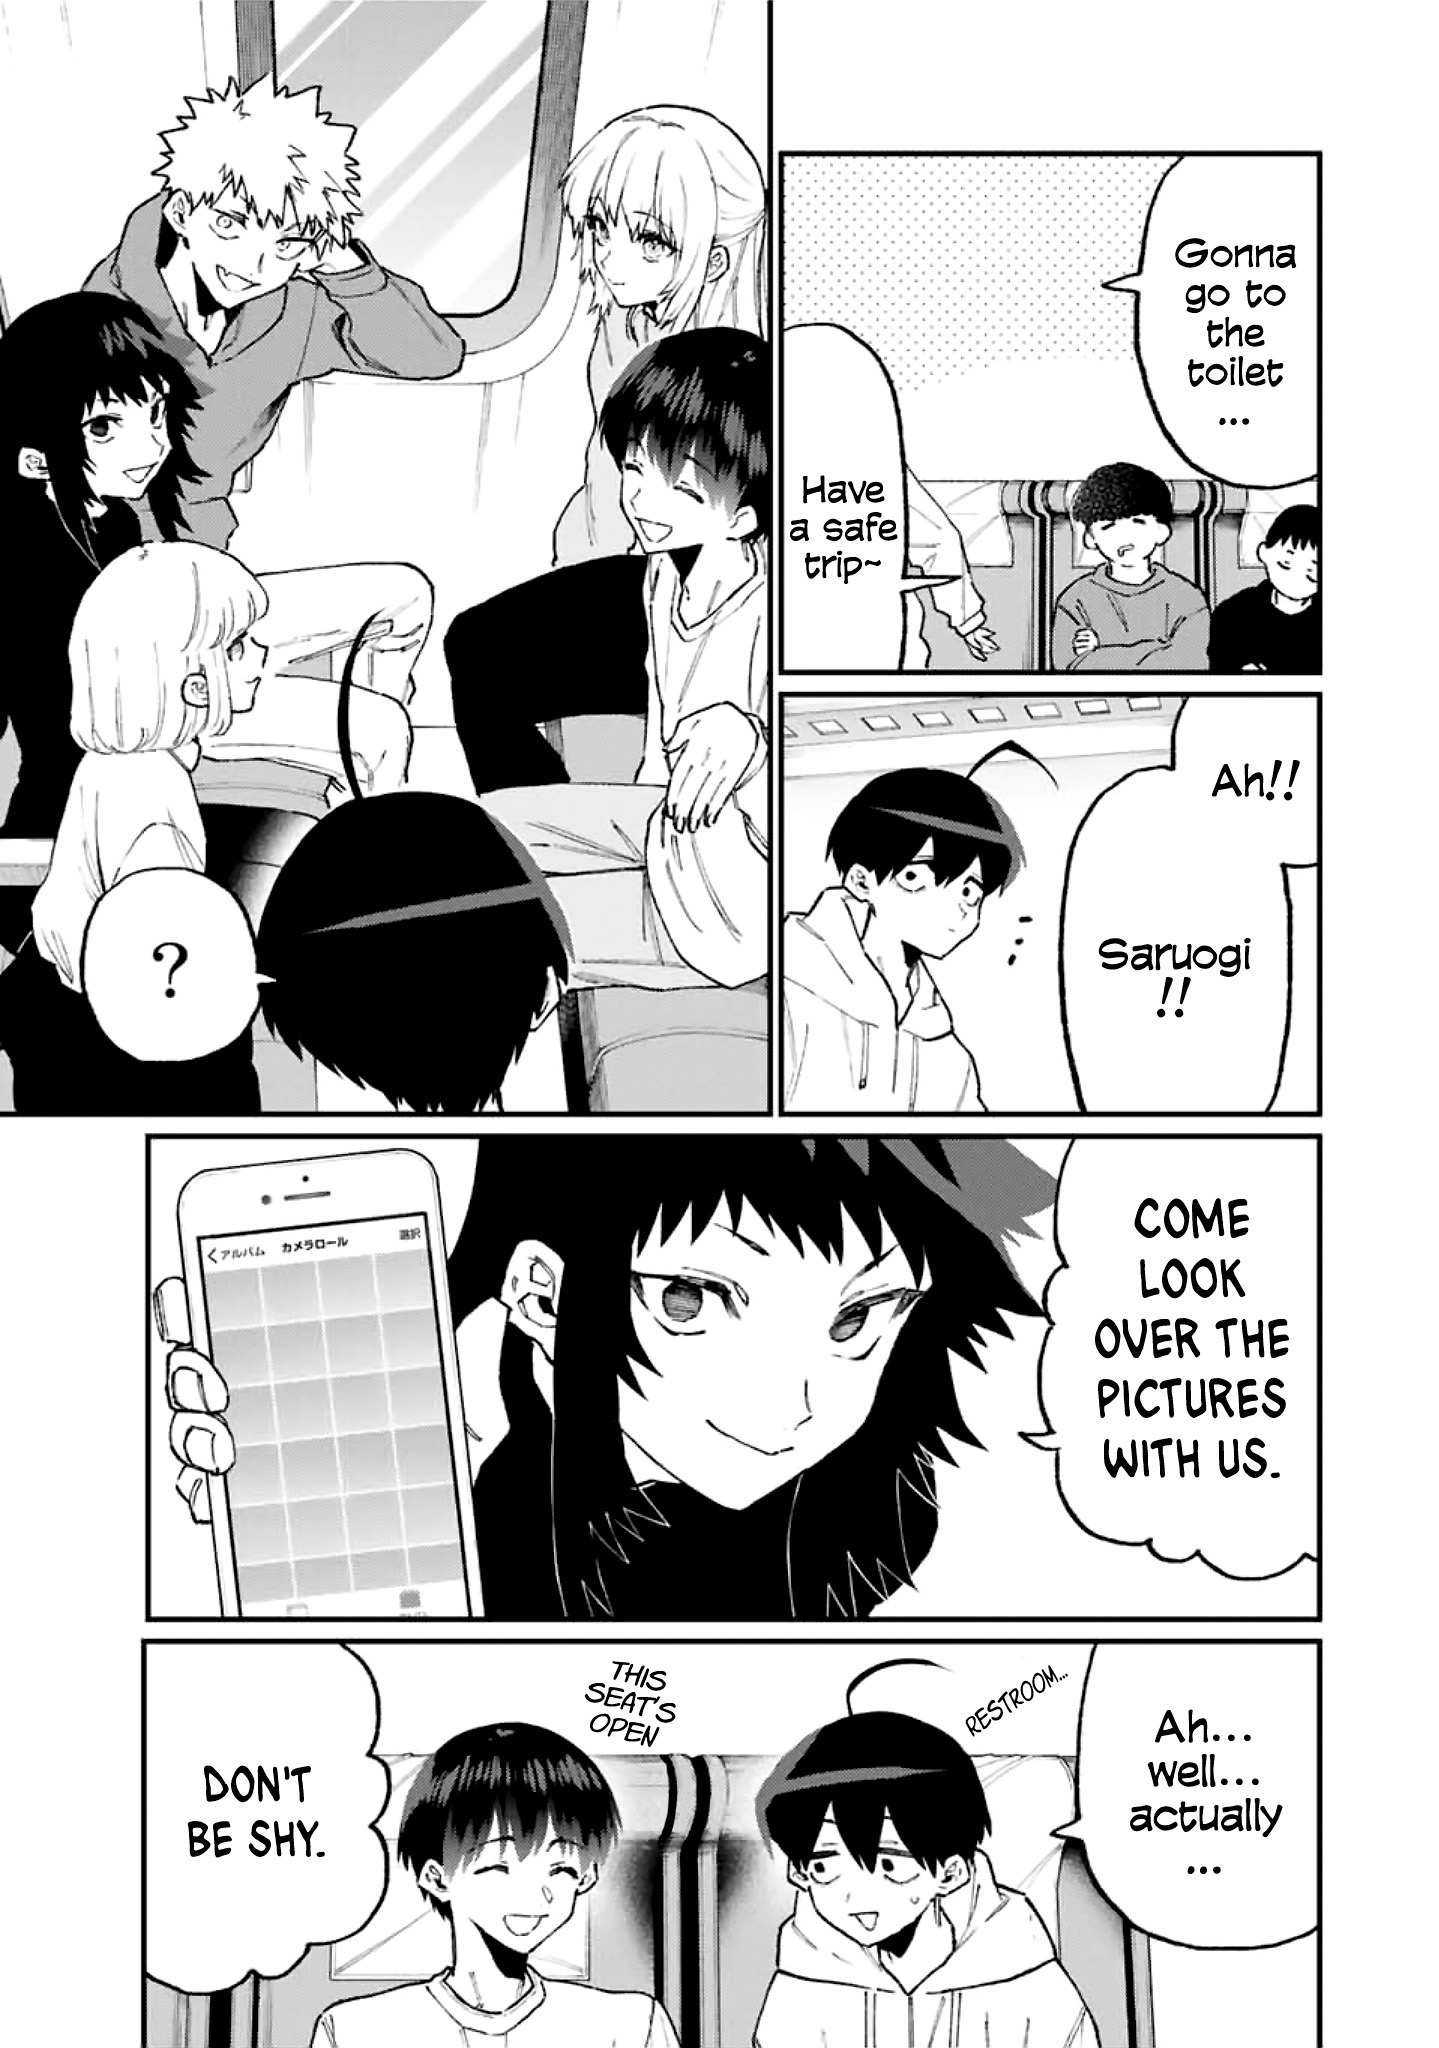 Gonna
go to
the
toilet
...
Have
a safe
trip~
Ah!!
Saruogi
!!
?
COME
LOOK
OVER THE
PICTURES
WITH US.
アルバム カメラロール 選択
Ah...
well...
actually
...
RESTROOM...
THIS
SEAT'S
OPEN
DON'T
BE SHY.